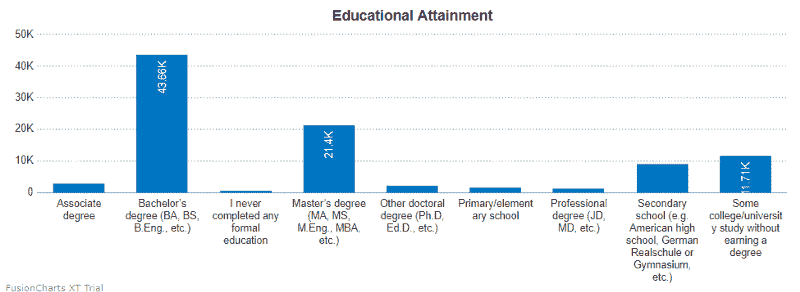 Educational Attainment
50K
40K
30K
20K
10K
0
43.66K
21.4K
11.71K
Associate
degree
Bachelor's
degree (BA, BS,
B.Eng., etc.)
I never
completed any
formal
education
Master's degree
(MA, MS,
M.Eng., MBA,
etc.)
Other doctoral
degree (Ph.D,
Ed.D., etc.)
Primary/element
ary school
Professional
degree (JD,
MD, etc.)
Secondary
school (e.g.
American high
school, German
Realschule or
Gymnasium,
etc.)
Some
college/universit
y study without
earning a
degree
FusionCharts XT Trial